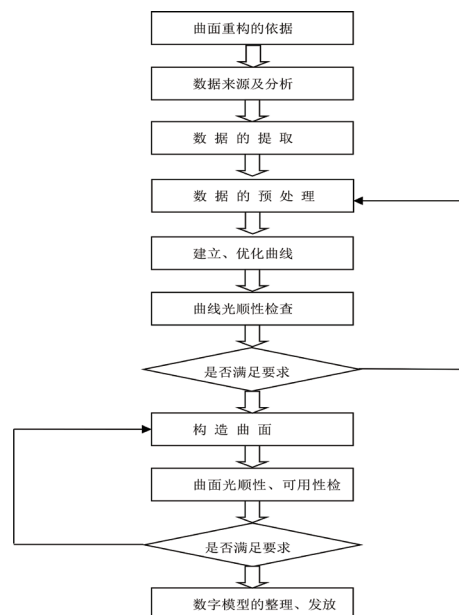 曲面重构的依据
数据来源及分析
数 据 的 提 取
数 据 的 预 处 理
建立、优化曲线
曲线光顺性检查
是否满足要求
构 造 曲 面
曲面光顺性、可用性检
是否满足要求
数字模型的整理、发放